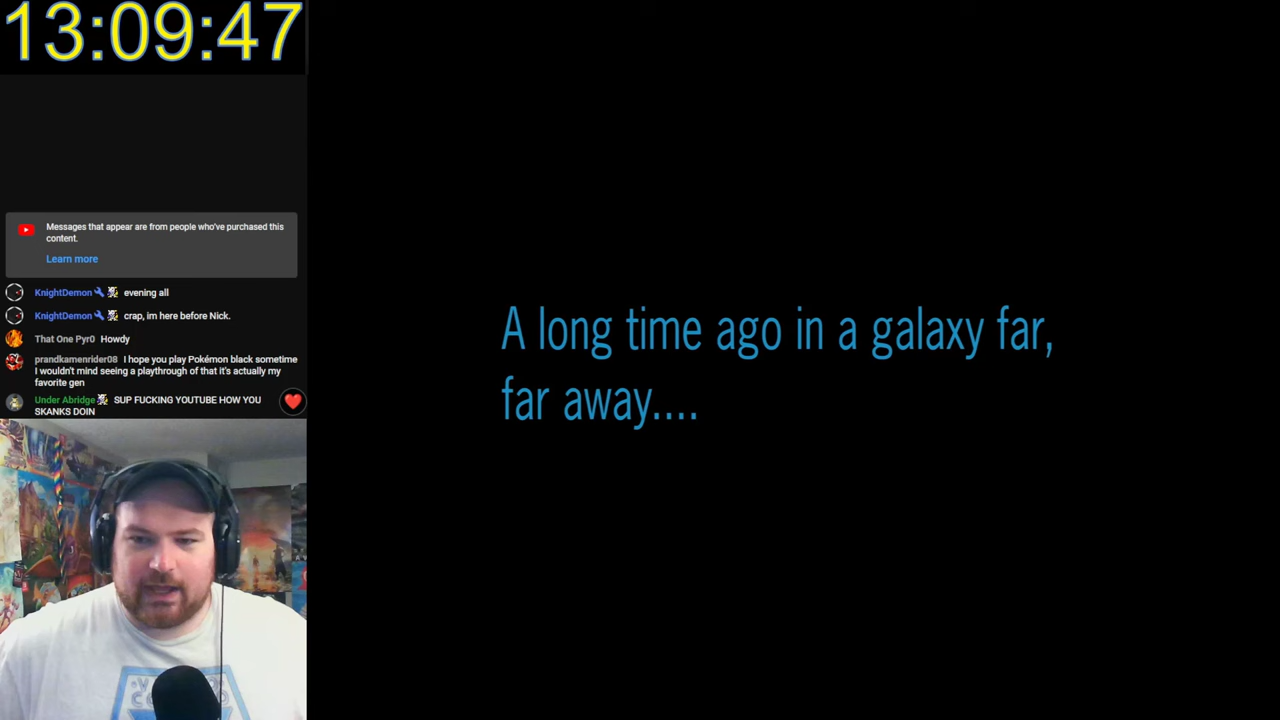 13:09:47
Messages that appear are from people who've purchased this
content.
Learn more
KnightDemon evening all
KnightDemon crap, im here before Nick.
That One Pyr0 Howdy
prandkamenrider08 I hope you play Pokémon black sometime
I wouldn't mind seeing a playthrough of that it's actually my
favorite gen
Under Abridge SUP FUCKING YOUTUBE HOW YOU
SKANKS DOIN
A long time ago in a galaxy far,
far away....